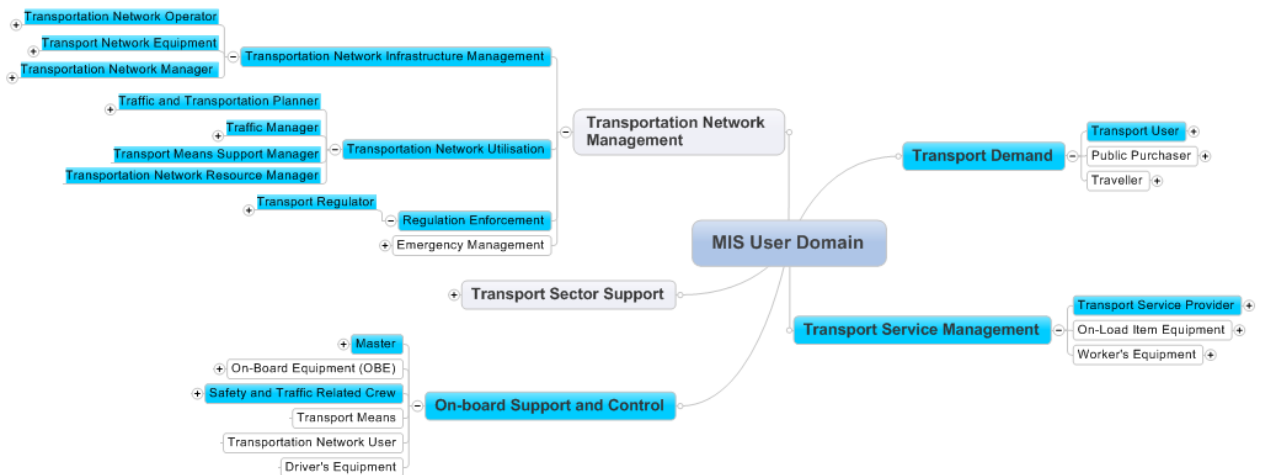 Transportation Network Operator
Transport Network Equipment
Transportation Network Manager
Transportation Network Infrastructure Management
Traffic and Transportation Planner
Traffic Manager
Transport Means Support Manager
Transportation Network Resource Manager
Transportation Network Utilisation
Transport Regulator
Regulation Enforcement
Emergency Management
Transportation Network
Management
Transport Demand
Transport User
Public Purchaser
Traveller
MIS User Domain
Transport Sector Support
Transport Service Management
Transport Service Provider
On-Load Item Equipment
Worker's Equipment
Master
On-Board Equipment (OBE)
Safety and Traffic Related Crew
Transport Means
Transportation Network User
Driver's Equipment
On-board Support and Control